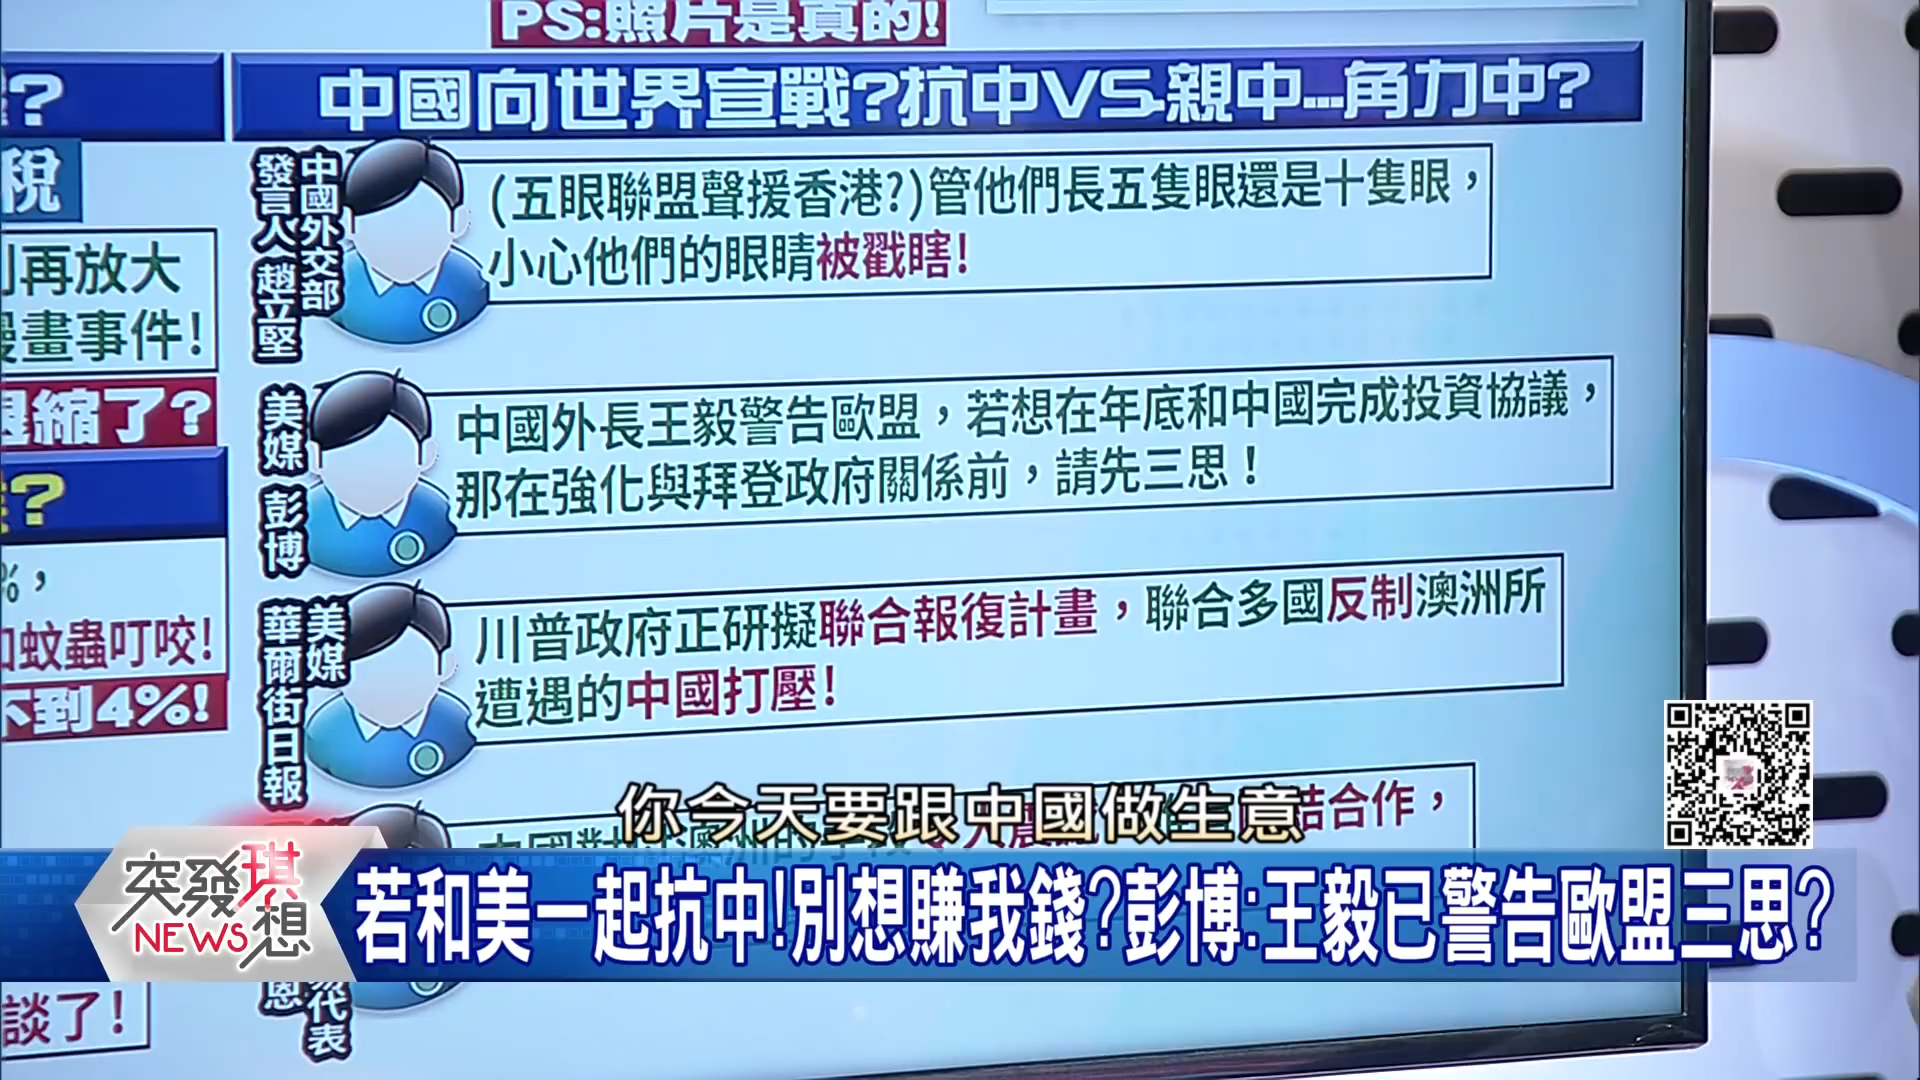 PS:照片是真的!
中國向世界宣戰?抗中VS.親中...角力中?
?
稅
再放大
畫事件!
縮了?
?
%，
蚊蟲叮咬!
不到4%!
談了!
中國外交部
發言人 趙立堅
(五眼聯盟聲援香港?)管他們長五隻眼還是十隻眼，
小心他們的眼睛被戳瞎!
美媒 彭博
中國外長王毅警告歐盟，若想在年底和中國完成投資協議，
那在強化與拜登政府關係前，請先三思！
美媒
華爾街日報
川普政府正研擬聯合報復計畫，聯合多國反制澳洲所
遭遇的中國打壓!
結合作，
代表
恩
你今天要跟中國做生意
突發琪想
NEWS
若和美一起抗中!別想賺我錢?彭博:王毅已警告歐盟三思?